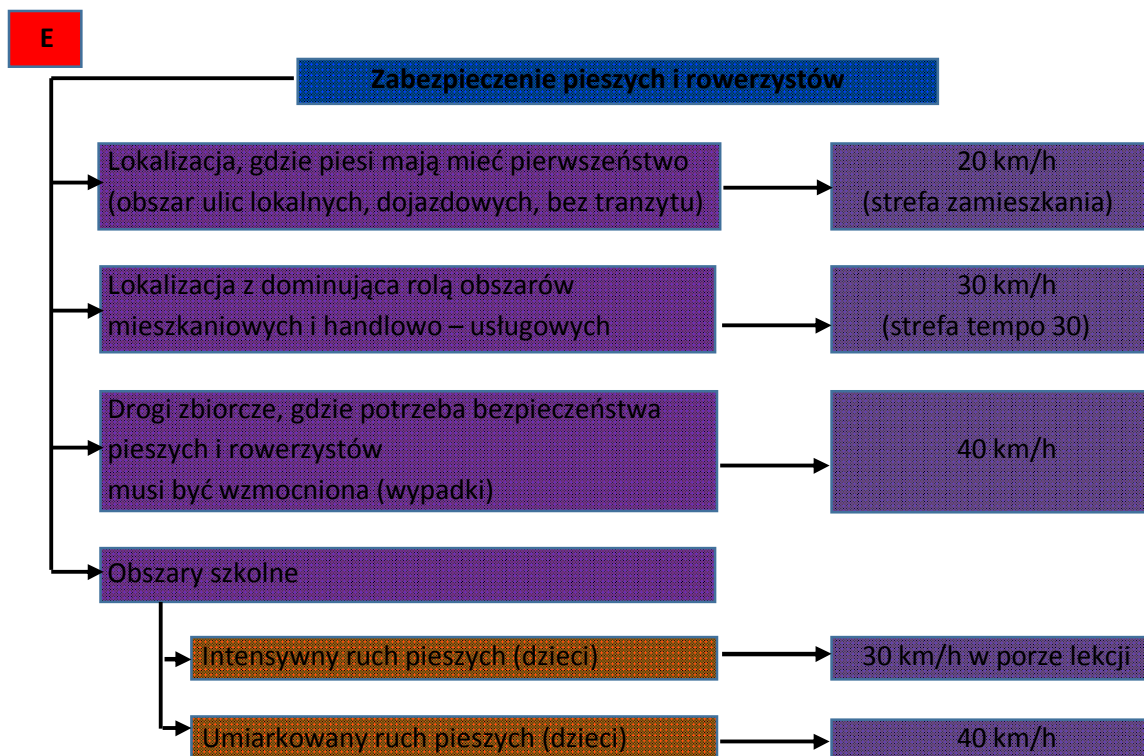 E
Zabezpieczenie pieszych i rowerzystów
Lokalizacja, gdzie piesi mają mieć pierwszeństwo
(obszar ulic lokalnych, dojazdowych, bez tranzytu)
20 km/h
(strefa zamieszkania)
Lokalizacja z dominująca rolą obszarów
mieszkaniowych i handlowo – usługowych
30 km/h
(strefa tempo 30)
Drogi zbiorcze, gdzie potrzeba bezpieczeństwa
pieszych i rowerzystów
musi być wzmocniona (wypadki)
40 km/h
Obszary szkolne
Intensywny ruch pieszych (dzieci)
30 km/h w porze lekcji
Umiarkowany ruch pieszych (dzieci)
40 km/h